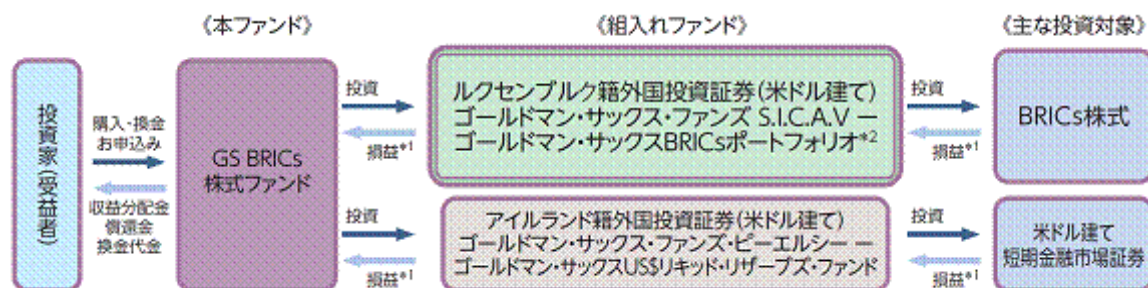 《本ファンド》
《組入れファンド》
《主な投資対象》
投資家(受益者)
購入・換金
お申込み
収益分配金
償還金
換金代金
GS BRICs
株式ファンド
投資
損益*1
ルクセンブルク籍外国投資証券(米ドル建て)
ゴールドマン・サックス・ファンズ S.I.C.A.V ー
ゴールドマン・サックスBRICsポートフォリオ*2
投資
損益*1
BRICs株式
投資
損益*1
アイルランド籍外国投資証券(米ドル建て)
ゴールドマン・サックス・ファンズ・ピーエルシー ー
ゴールドマン・サックスUS$リキッド・リザーブズ・ファンド
投資
損益*1
米ドル建て
短期金融市場証券